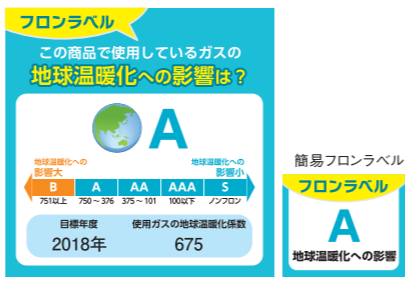 フロンラベル
この商品で使用しているガスの
地球温暖化への影響は？
A
地球温暖化への
影響大
地球温暖化への
影響小
B A AA AAA S
751以上 750～376 375～101 100以下 ノンフロン
目標年度 使用ガスの地球温暖化係数
2018年 675
簡易フロンラベル
フロンラベル
A
地球温暖化への影響